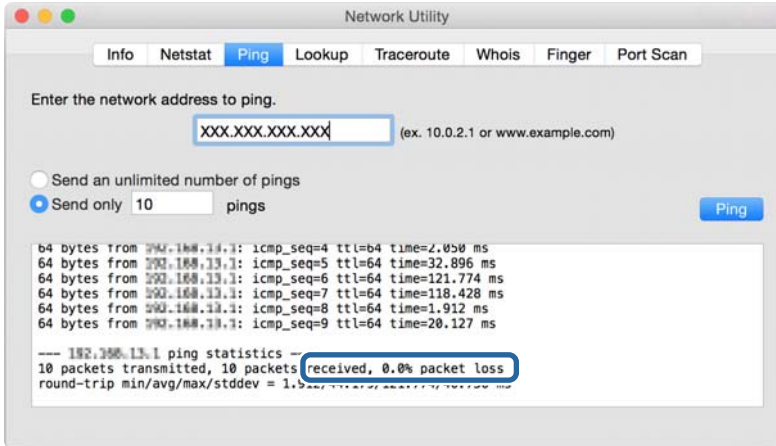 Network Utility
Info Netstat Ping Lookup Traceroute Whois Finger Port Scan
Enter the network address to ping.
XXX.XXX.XXX.XXX (ex. 10.0.2.1 or www.example.com)
Send an unlimited number of pings
Send only 10 pings
Ping
64 bytes from icmp_seq=4 ttl=64 time=2.050 ms
64 bytes from icmp_seq=5 ttl=64 time=32.896 ms
64 bytes from icmp_seq=6 ttl=64 time=121.774 ms
64 bytes from icmp_seq=7 ttl=64 time=118.428 ms
64 bytes from icmp_seq=8 ttl=64 time=1.912 ms
64 bytes from icmp_seq=9 ttl=64 time=20.127 ms
--- ping statistics --
10 packets transmitted, 10 packets received, 0.0% packet loss
round-trip min/avg/max/stddev = ms